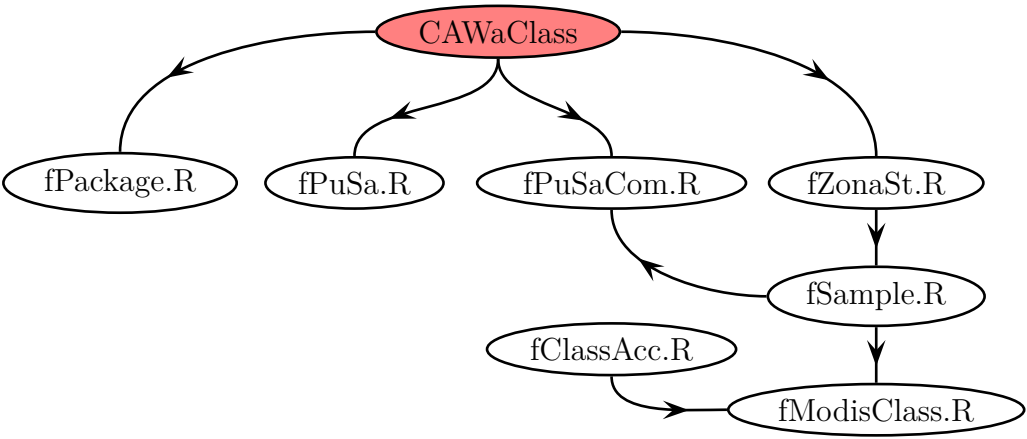 CAWaClass
fPackage.R
fPuSa.R
fPuSaCom.R
fZonaSt.R
fSample.R
fClassAcc.R
fModisClass.R